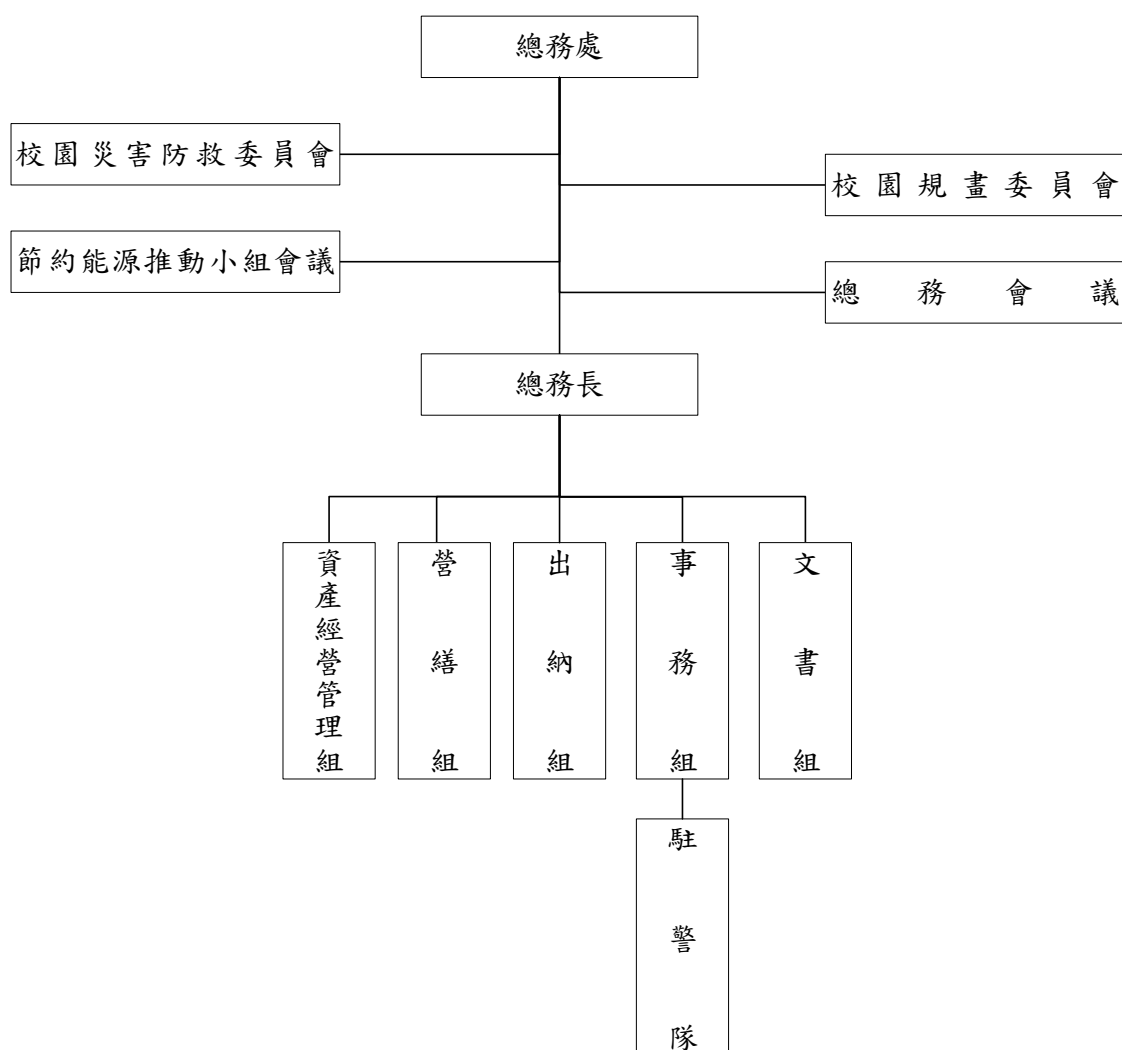 總務處
校園災害防救委員會
校園規畫委員會
節約能源推動小組會議
總務會議
總務長
資產經營管理組
營繕組
出納組
事務組
文書組
駐警隊